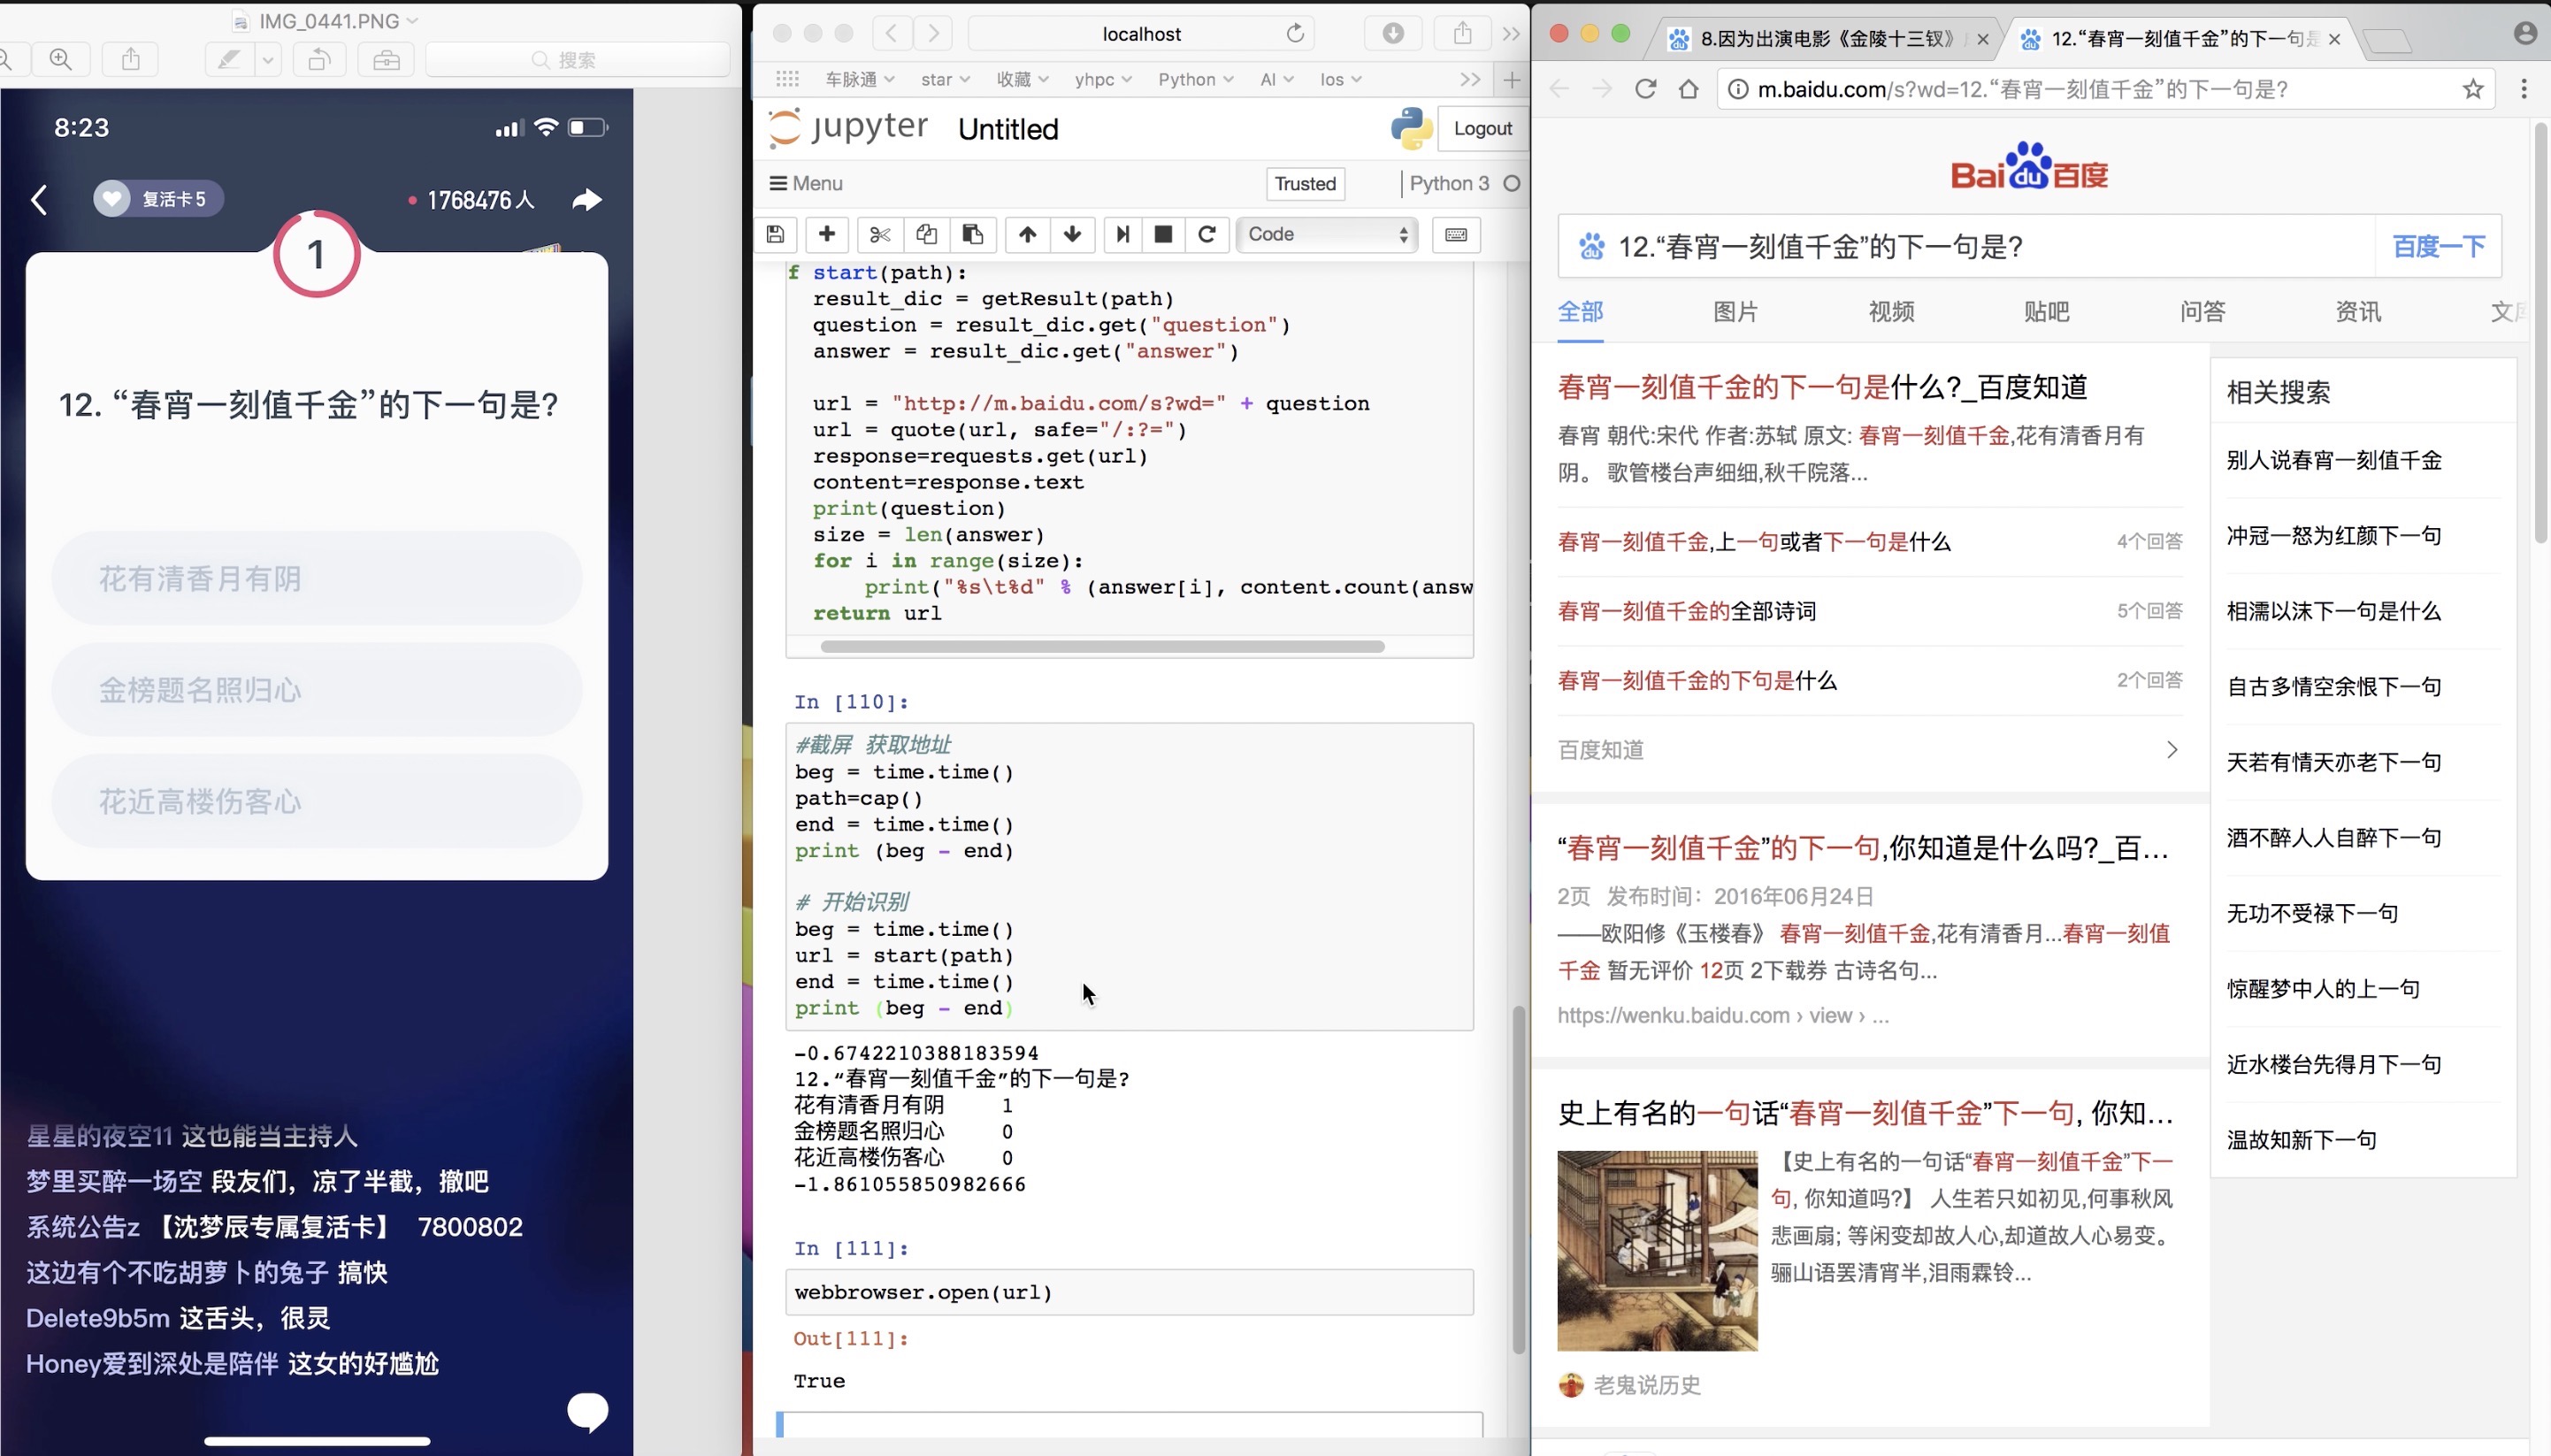 IMG_0441.PNG
搜索
8:23
复活卡5
1768476人
1
12. “春宵一刻值千金”的下一句是?
花有清香月有阴
金榜题名照归心
花近高楼伤客心
星星的夜空11 这也能当主持人
梦里买醉一场空 段友们，凉了半截，撤吧
系统公告z 【沈梦辰专属复活卡】 7800802
这边有个不吃胡萝卜的兔子 搞快
Delete9b5m 这舌头，很灵
Honey爱到深处是陪伴 这女的好尴尬
localhost
车脉通 star 收藏 yhpc Python AI Ios
jupyter Untitled
Logout
Menu
Trusted
Python 3
Code
f start(path):
result_dic = getResult(path)
question = result_dic.get("question")
answer = result_dic.get("answer")
url = "http://m.baidu.com/s?wd=" + question
url = quote(url, safe="/:?=")
response=requests.get(url)
content=response.text
print(question)
size = len(answer)
for i in range(size):
print("%s\t%d" % (answer[i], content.count(answ
return url
In [110]:
#截屏 获取地址
beg = time.time()
path=cap()
end = time.time()
print (beg - end)
# 开始识别
beg = time.time()
url = start(path)
end = time.time()
print (beg - end)
-0.6742210388183594
12.“春宵一刻值千金”的下一句是?
花有清香月有阴 1
金榜题名照归心 0
花近高楼伤客心 0
-1.861055850982666
In [111]:
webbrowser.open(url)
Out[111]:
True
8.因为出演电影《金陵十三钗》
12.“春宵一刻值千金”的下一句是
m.baidu.com/s?wd=12.“春宵一刻值千金”的下一句是?
Bai du 百度
12.“春宵一刻值千金”的下一句是?
百度一下
全部 图片 视频 贴吧 问答 资讯 文库
春宵一刻值千金的下一句是什么?_百度知道
春宵 朝代:宋代 作者:苏轼 原文: 春宵一刻值千金,花有清香月有
阴。 歌管楼台声细细,秋千院落...
春宵一刻值千金,上一句或者下一句是什么 4个回答
春宵一刻值千金的全部诗词 5个回答
春宵一刻值千金的下句是什么 2个回答
百度知道
“春宵一刻值千金”的下一句,你知道是什么吗?_百...
2页 发布时间：2016年06月24日
——欧阳修《玉楼春》 春宵一刻值千金,花有清香月...春宵一刻值
千金 暂无评价 12页 2下载券 古诗名句...
https://wenku.baidu.com › view › ...
史上有名的一句话“春宵一刻值千金”下一句, 你知...
【史上有名的一句话“春宵一刻值千金”下一
句, 你知道吗?】 人生若只如初见,何事秋风
悲画扇; 等闲变却故人心,却道故人心易变。
骊山语罢清宵半,泪雨霖铃...
老鬼说历史
相关搜索
别人说春宵一刻值千金
冲冠一怒为红颜下一句
相濡以沫下一句是什么
自古多情空余恨下一句
天若有情天亦老下一句
酒不醉人人自醉下一句
无功不受禄下一句
惊醒梦中人的上一句
近水楼台先得月下一句
温故知新下一句